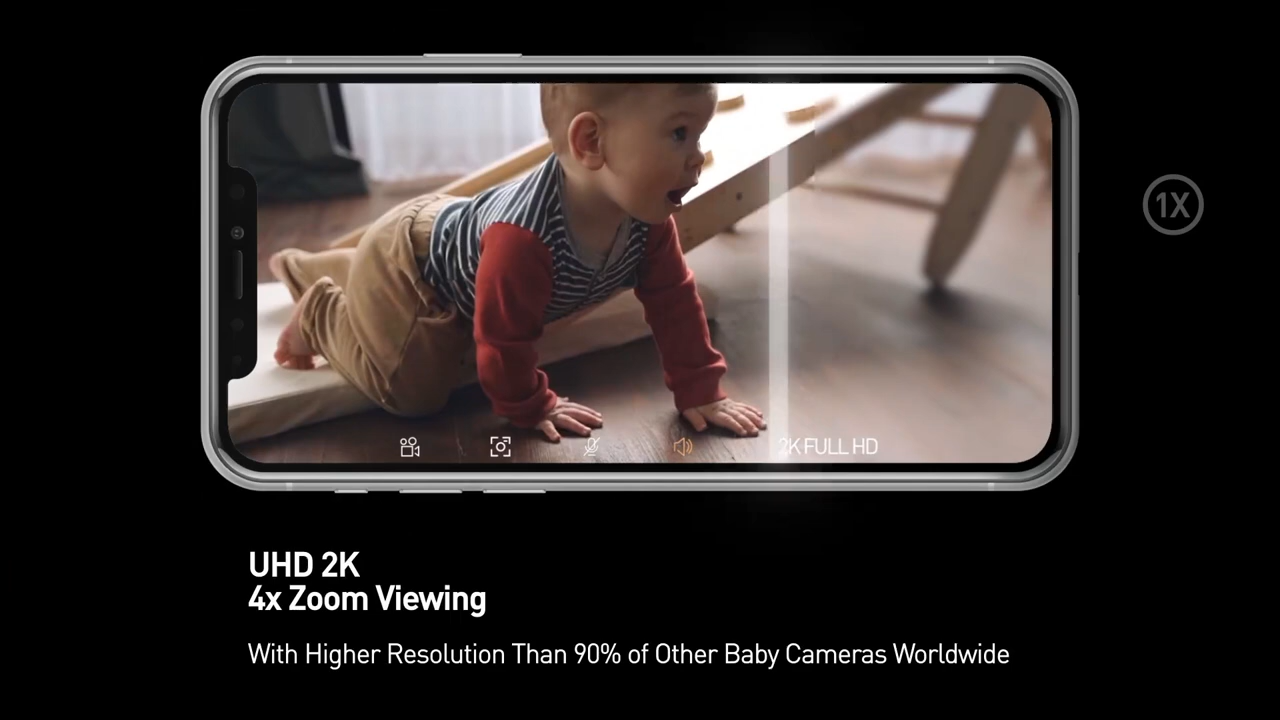 1X
2K FULL HD
UHD 2K
4x Zoom Viewing
With Higher Resolution Than 90% of Other Baby Cameras Worldwide